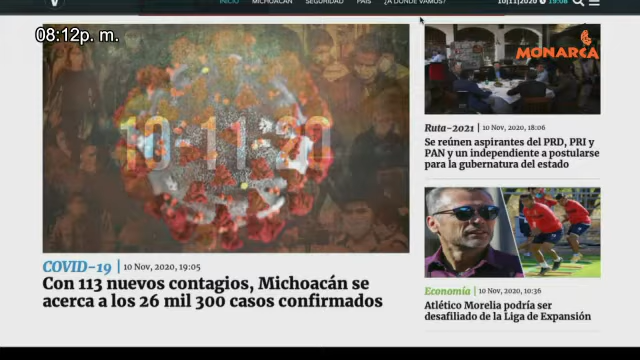 INICIO MICHOACÁN SEGURIDAD PAÍS ¿A DÓNDE VAMOS? 10/11/2020 19:08
08:12p. m.
MONARCA
10-11-20
COVID-19 | 10 Nov, 2020, 19:05
Con 113 nuevos contagios, Michoacán se
acerca a los 26 mil 300 casos confirmados
Ruta-2021 | 10 Nov, 2020, 18:06
Se reúnen aspirantes del PRD, PRI y
PAN y un independiente a postularse
para la gubernatura del estado
Economía | 10 Nov, 2020, 10:36
Atlético Morelia podría ser
desafiliado de la Liga de Expansión